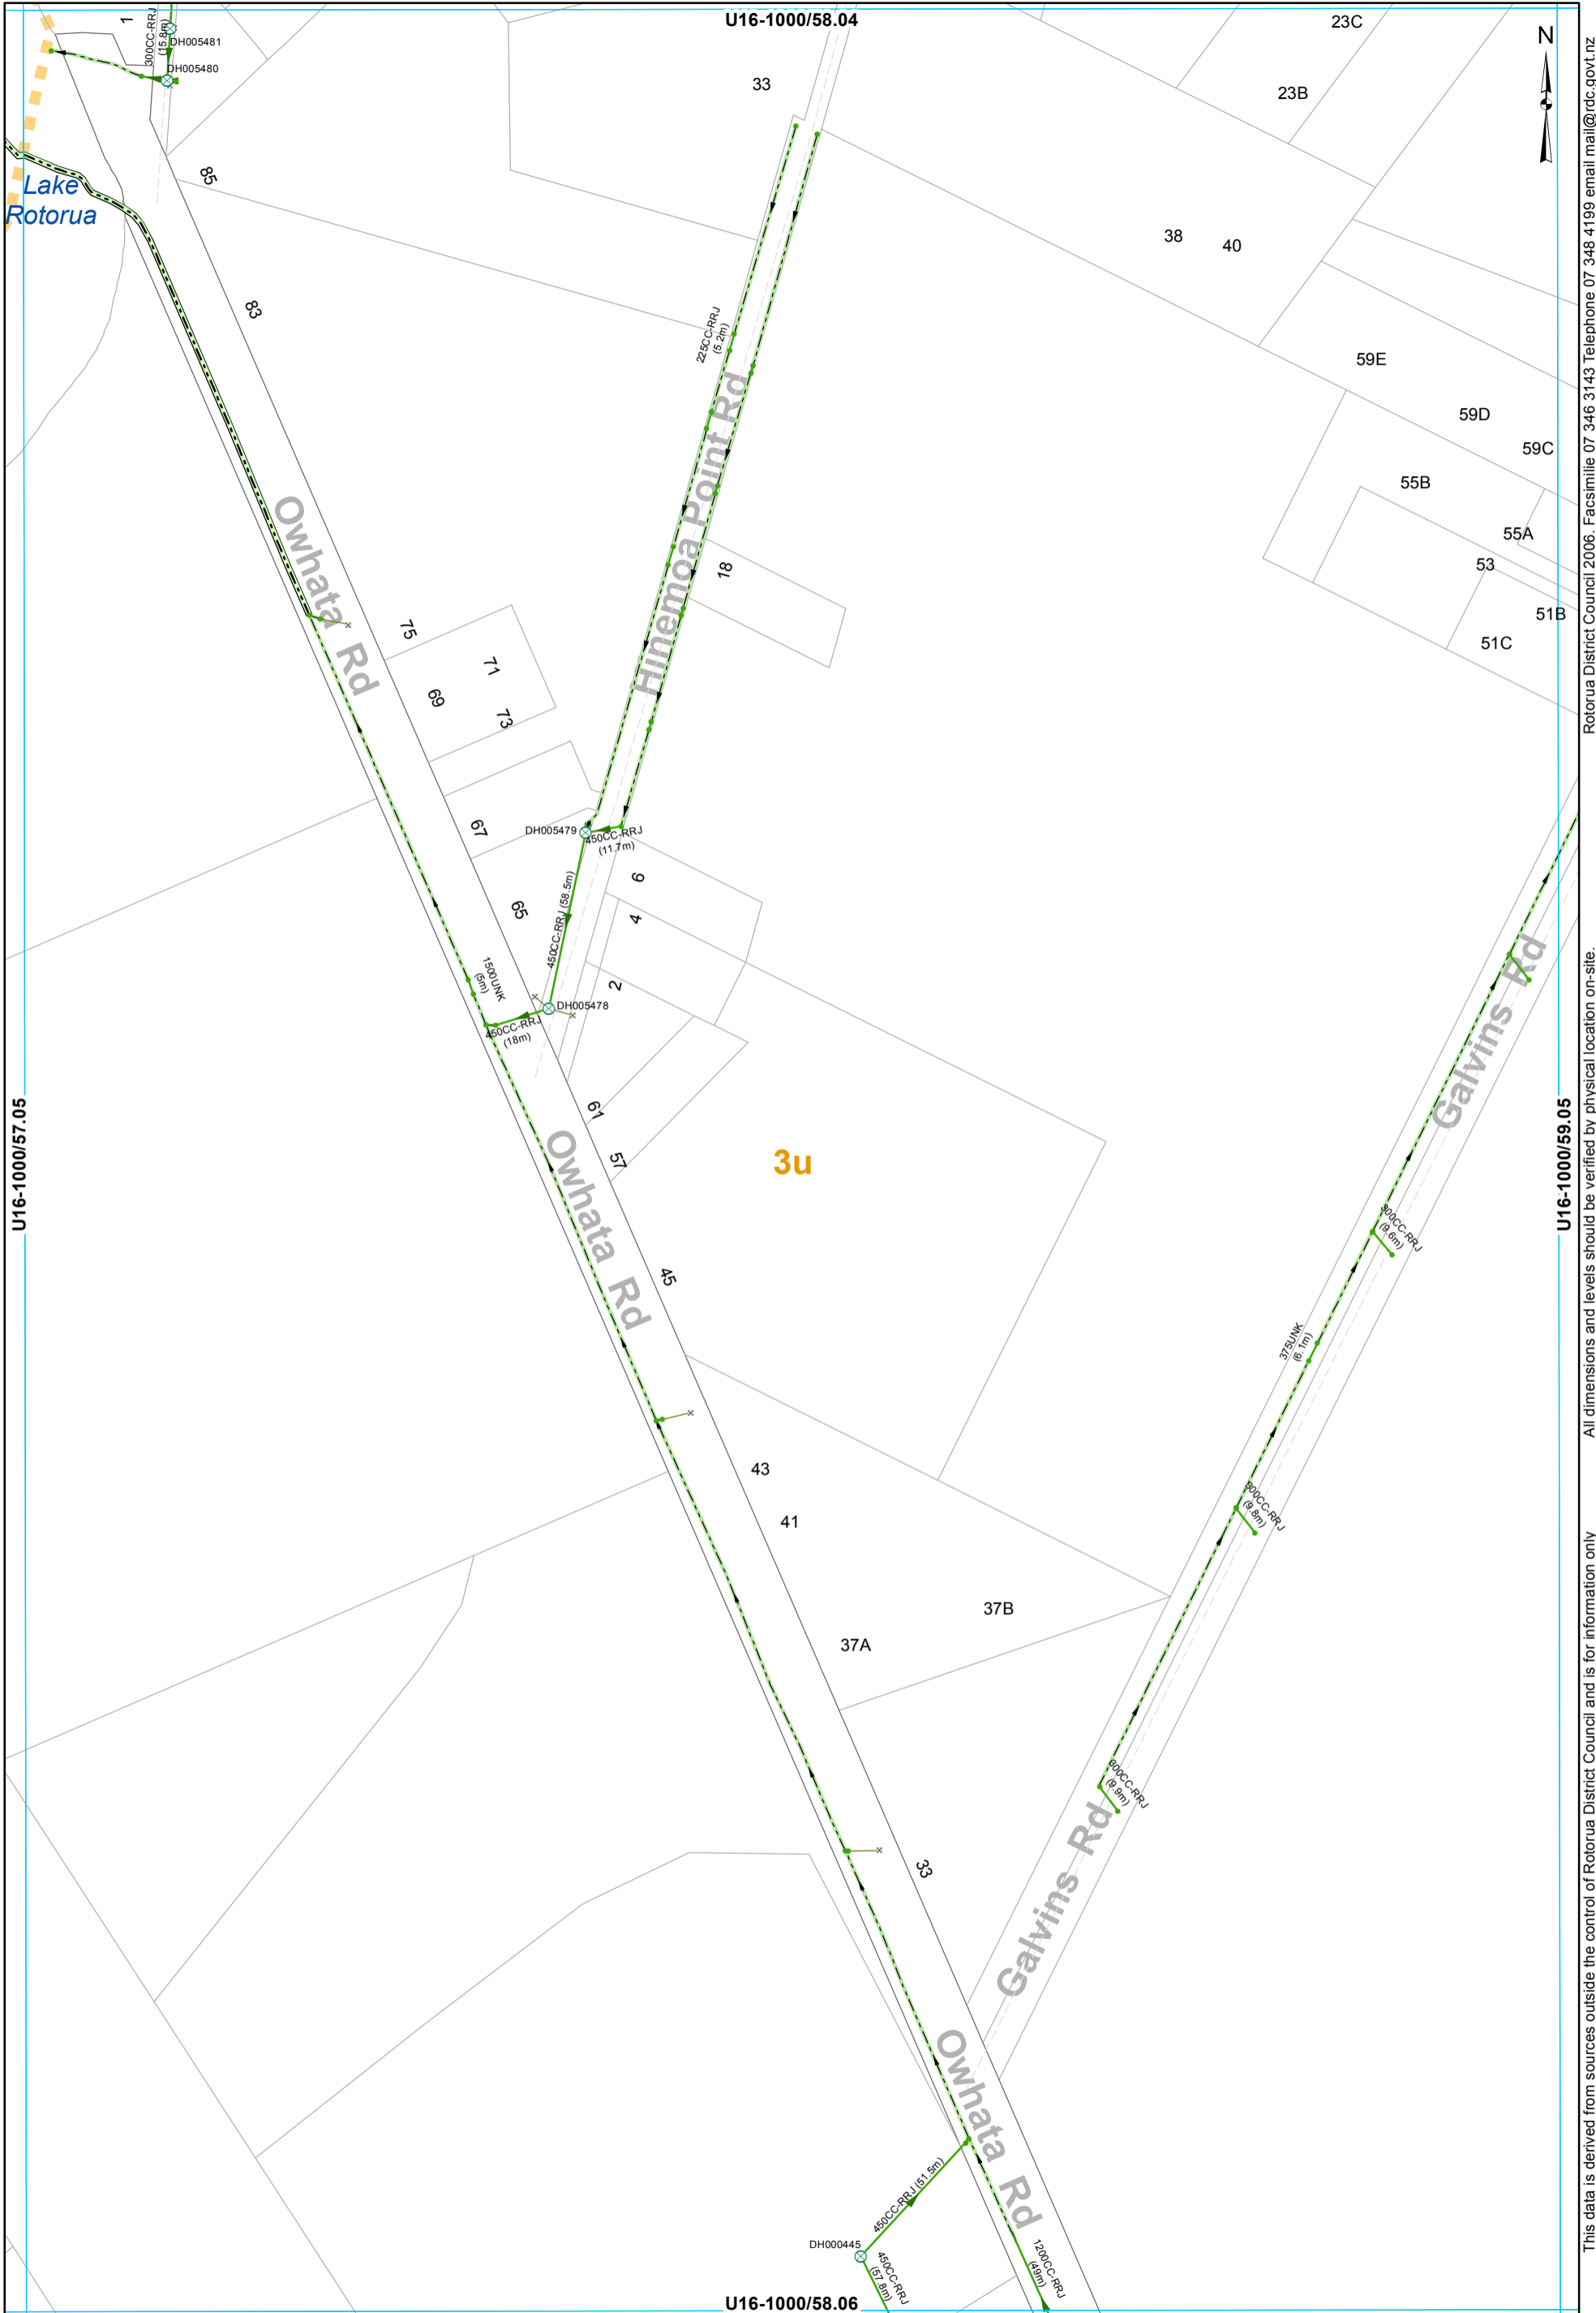 U16-1000/58.04
N
1
300CC-RRJ
(15.8m)
DH005481
DH005480
Lake
Rotorua
85
83
33
23C
23B
38
40
59E
59D
59C
55B
55A
53
51B
51C
225CC-RRJ
(5.2m)
Hinemoa Point Rd
18
Owhata Rd
75
71
69
73
67
DH005479
450CC-RRJ
(11.7m)
6
4
65
450CC-RRJ (58.5m)
2
1500UNK
(5m)
DH005478
450CC-RRJ
(18m)
Galvins Rd
U16-1000/57.05
U16-1000/59.05
61
57
3u
Owhata Rd
45
300CC-RRJ
(9.6m)
375UNK
(6.1m)
43
41
300CC-RRJ
(9.8m)
37B
37A
300CC-RRJ
(9.9m)
33
Galvins Rd
Owhata Rd
450CC-RRJ (51.5m)
DH000445
450CC-RRJ
(57.8m)
1200CC-RRJ
(49m)
U16-1000/58.06
This data is derived from sources outside the control of Rotorua District Council and is for information only
All dimensions and levels should be verified by physical location on-site.
Rotorua District Council 2006. Facsimilie 07 346 3143 Telephone 07 348 4199 email mail@rdc.govt.nz